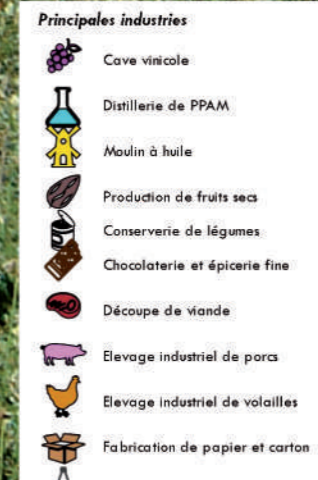 Principales industries
Cave vinicole
Distillerie de PPAM
Moulin à huile
Production de fruits secs
Conserverie de légumes
Chocolaterie et épicerie fine
Découpe de viande
Elevage industriel de porcs
Elevage industriel de volailles
Fabrication de papier et carton